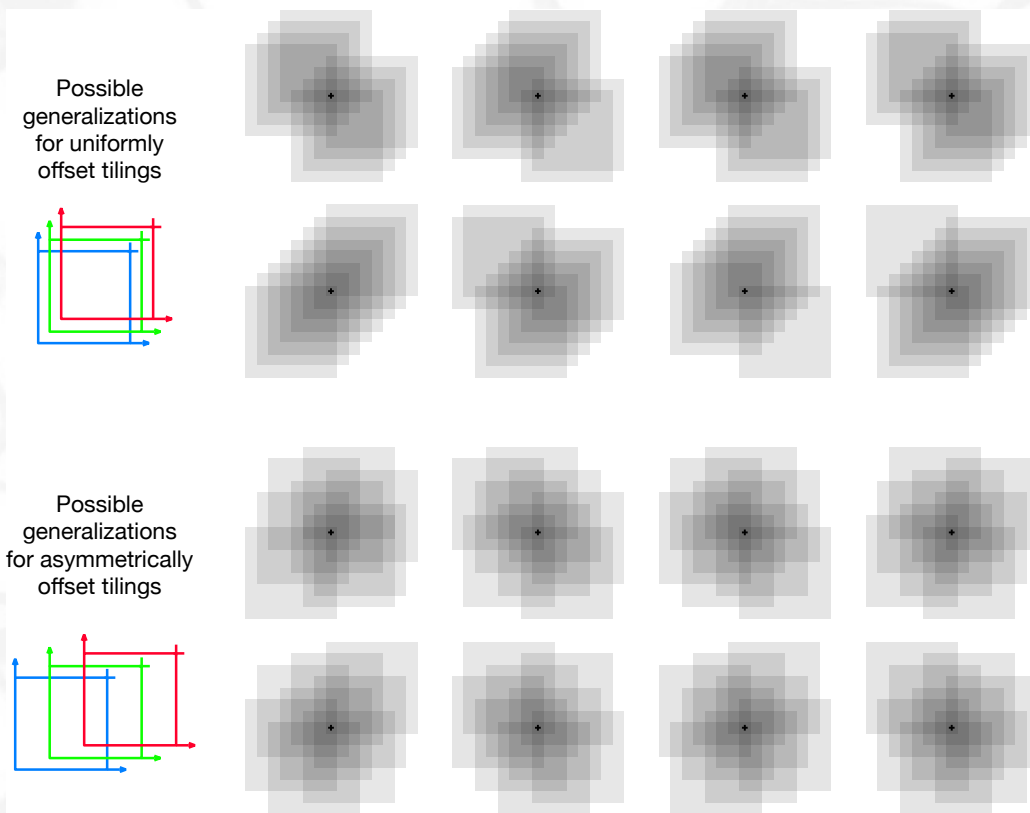 Possible
generalizations
for uniformly
offset tilings
Possible
generalizations
for asymmetrically
offset tilings